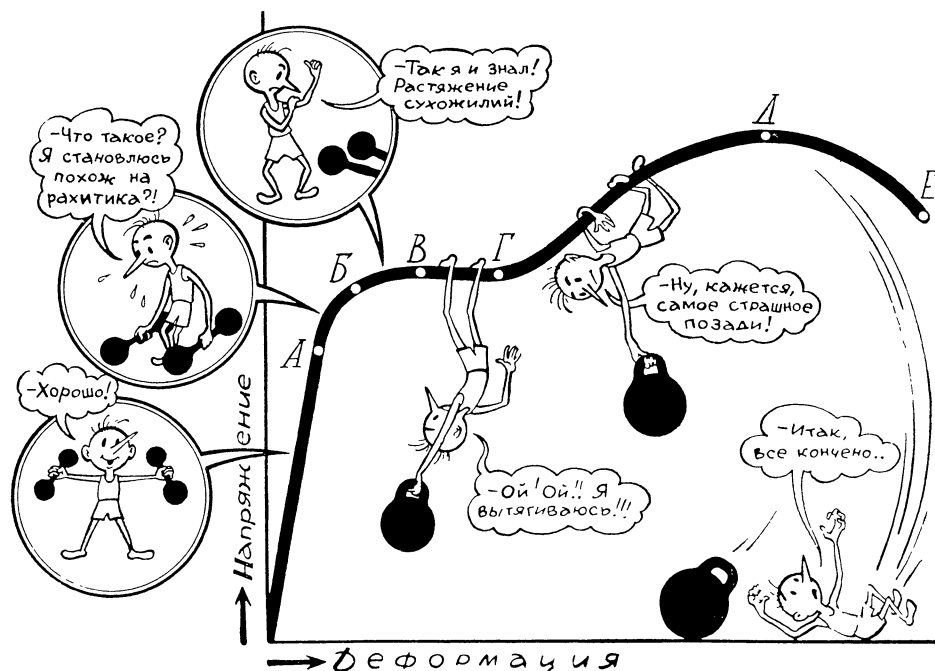 -Так я и знал!
Растяжение
сухожилий!
-Что такое?
Я становлюсь
похож на
рахитика?!
-Хорошо!
А
Б
В
Г
Д
Е
-Ну, кажется,
самое страшное
позади!
-Ой! Ой!! Я
вытягиваюсь!!!
-Итак,
все кончено..
Напряжение
Деформация